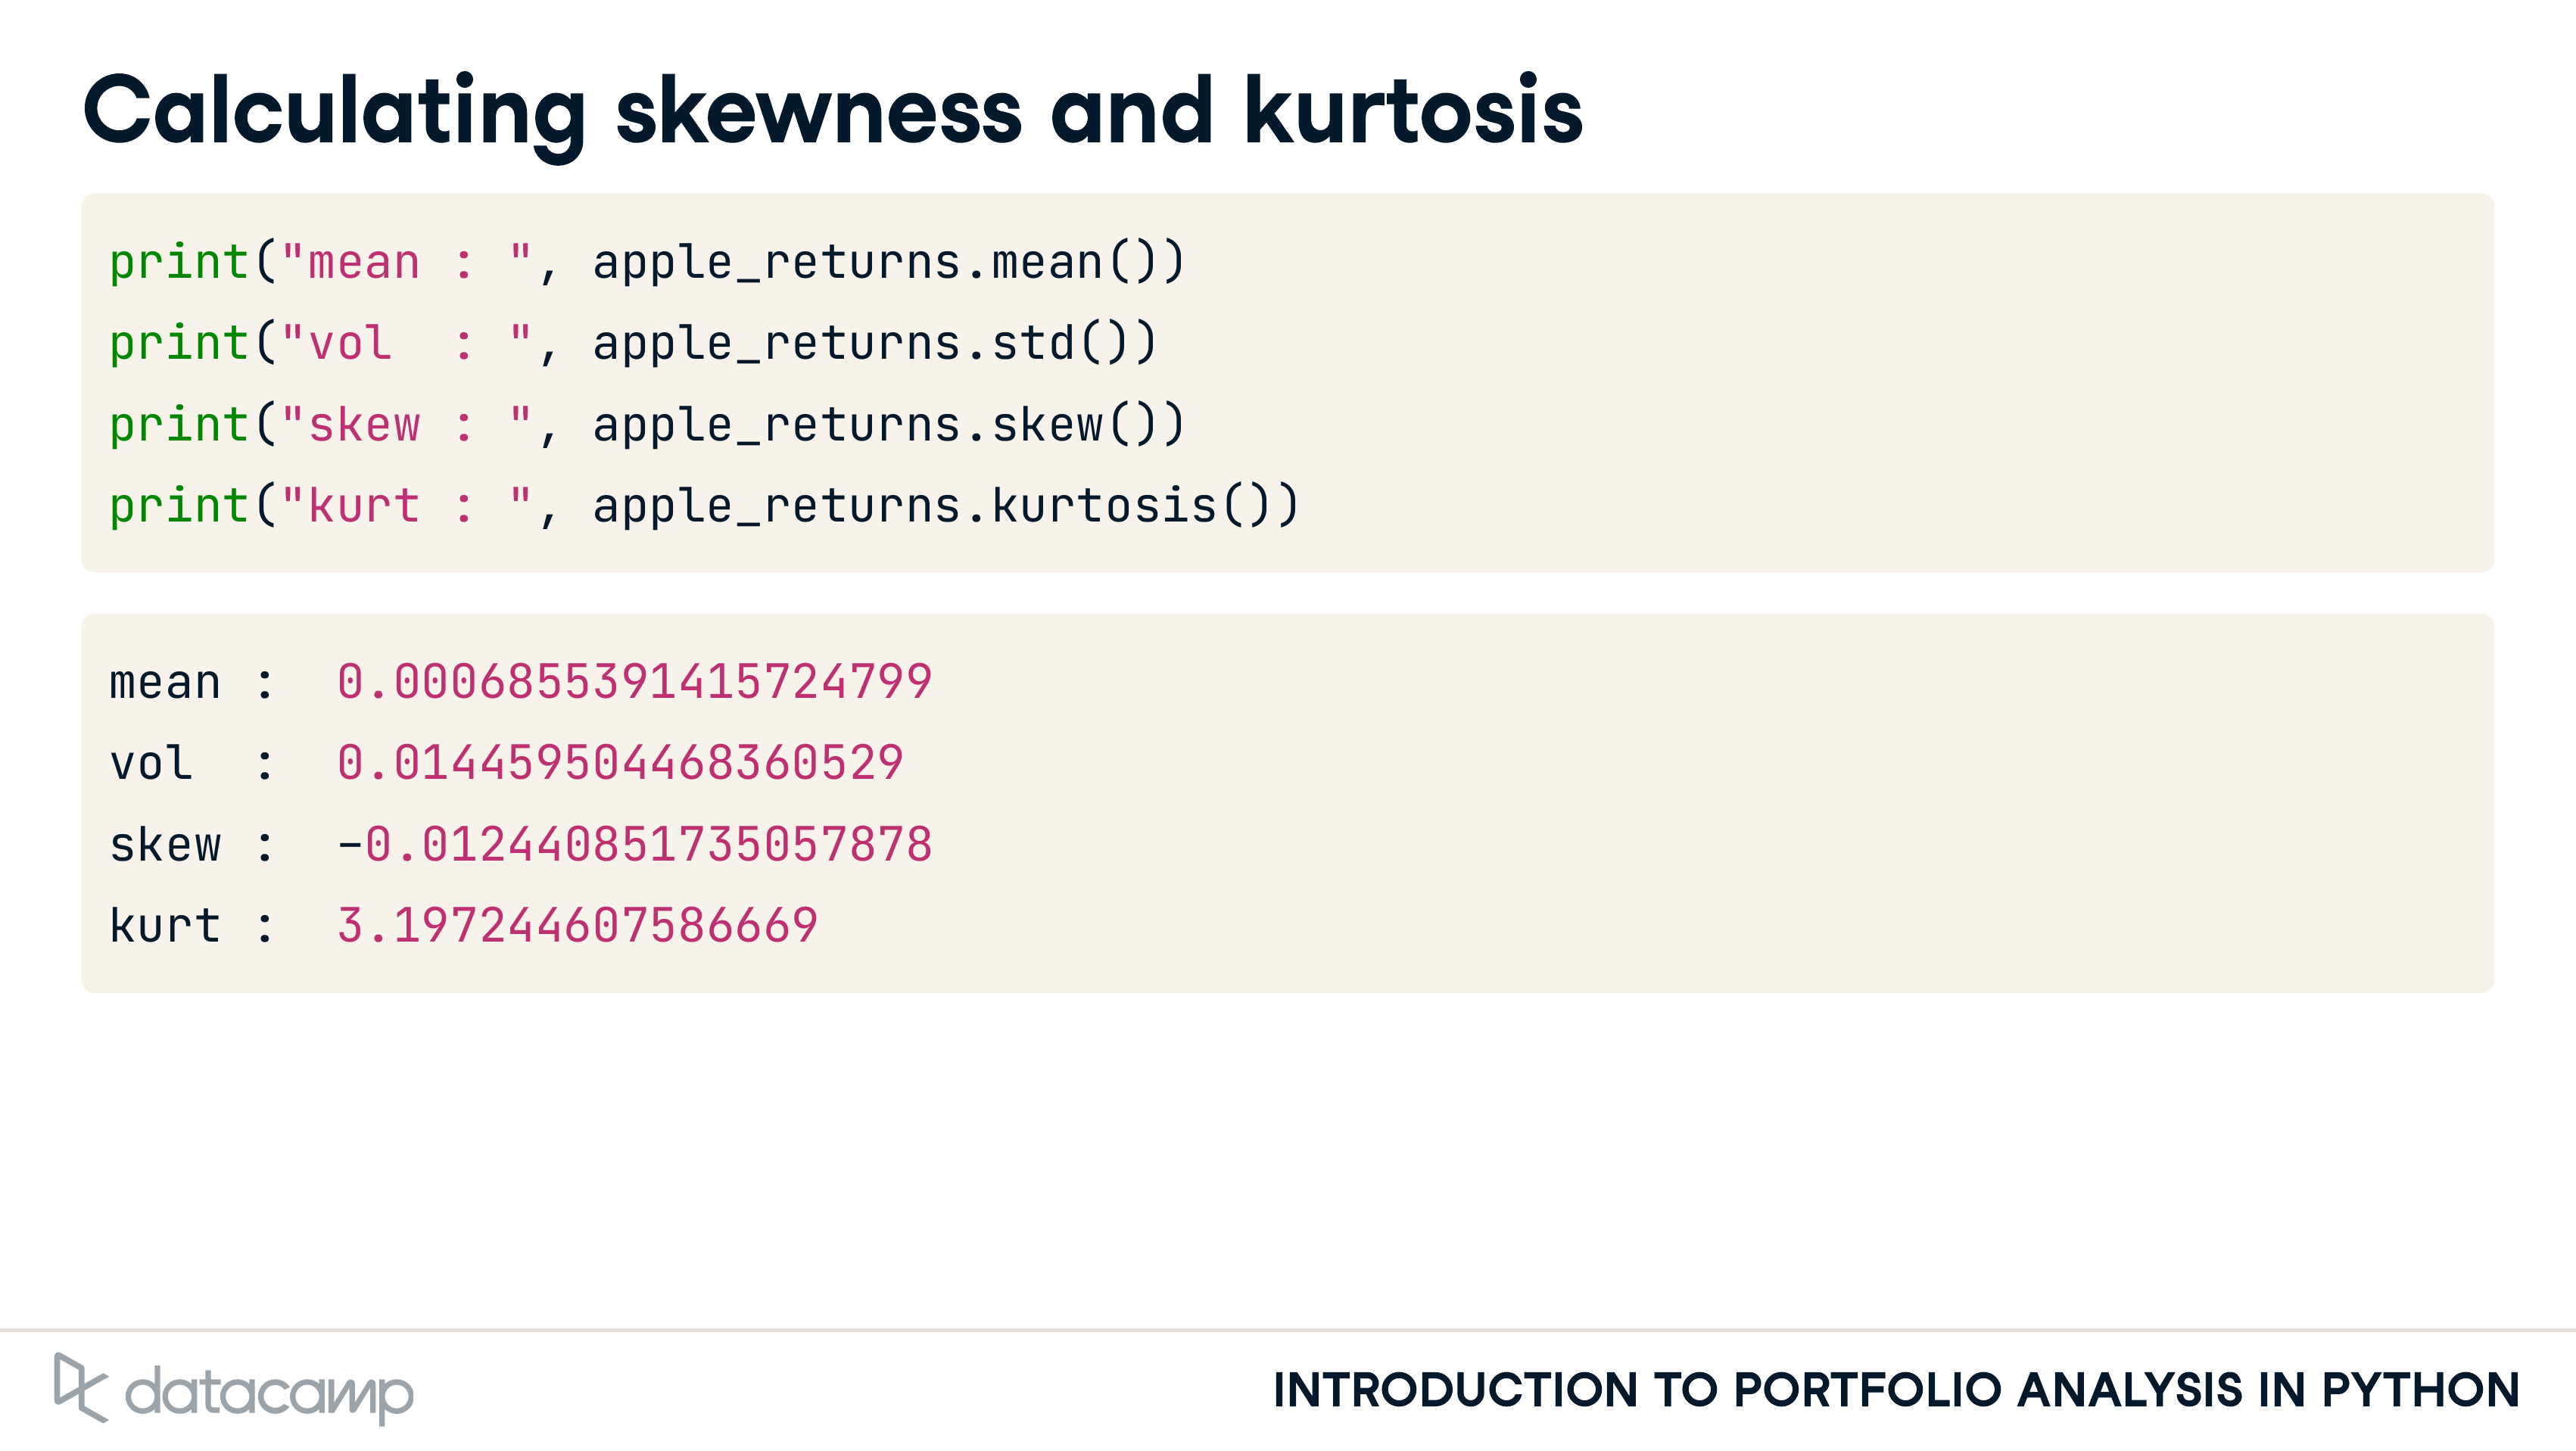 Calculating skewness and kurtosis
print("mean : ", apple_returns.mean())
print("vol  : ", apple_returns.std())
print("skew : ", apple_returns.skew())
print("kurt : ", apple_returns.kurtosis())
mean :  0.0006855391415724799
vol  :  0.014459504468360529
skew :  -0.012440851735057878
kurt :  3.197244607586669
datacamp
INTRODUCTION TO PORTFOLIO ANALYSIS IN PYTHON